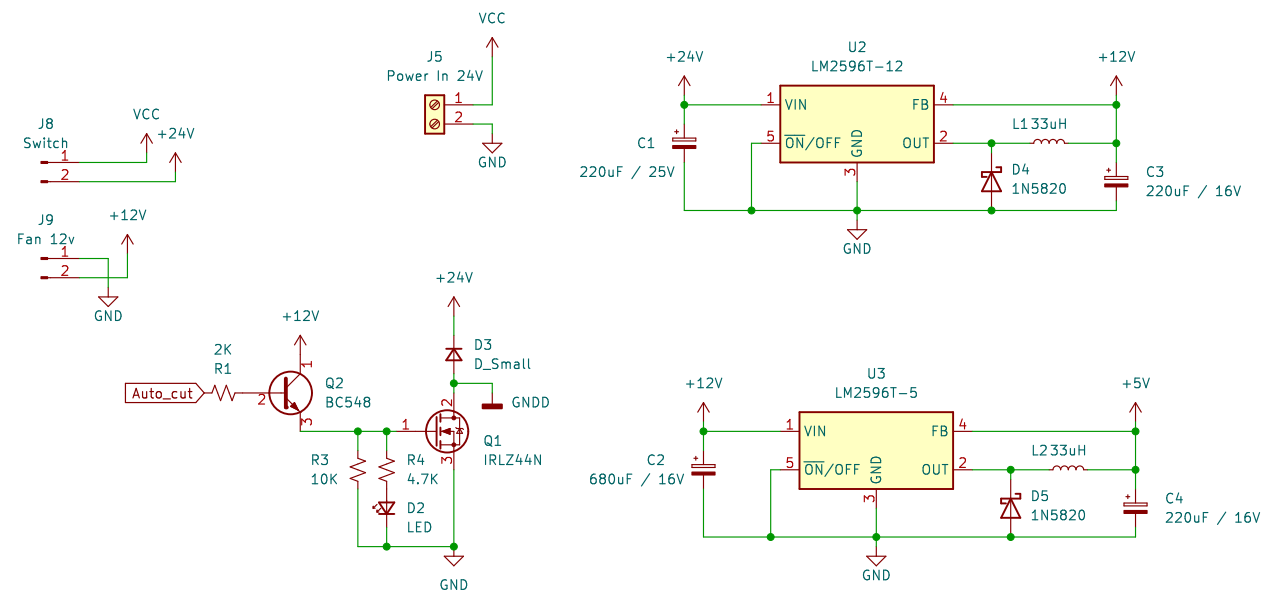 VCC
J5
Power In 24V
1
2
GND
J8
Switch
VCC
+24V
1
2
J9
Fan 12v
+12V
1
2
GND
U2
LM2596T-12
+24V
+12V
1
VIN
FB
4
5
ON/OFF
GND
OUT
2
3
L1
33uH
C1
220uF / 25V
D4
1N5820
C3
220uF / 16V
GND
+24V
+12V
D3
D_Small
2K
R1
Auto_cut
1
2
3
Q2
BC548
GNDD
2
1
3
Q1
IRLZ44N
R3
10K
R4
4.7K
D2
LED
GND
U3
LM2596T-5
+12V
+5V
1
VIN
FB
4
5
ON/OFF
GND
OUT
2
3
L2
33uH
C2
680uF / 16V
D5
1N5820
C4
220uF / 16V
GND